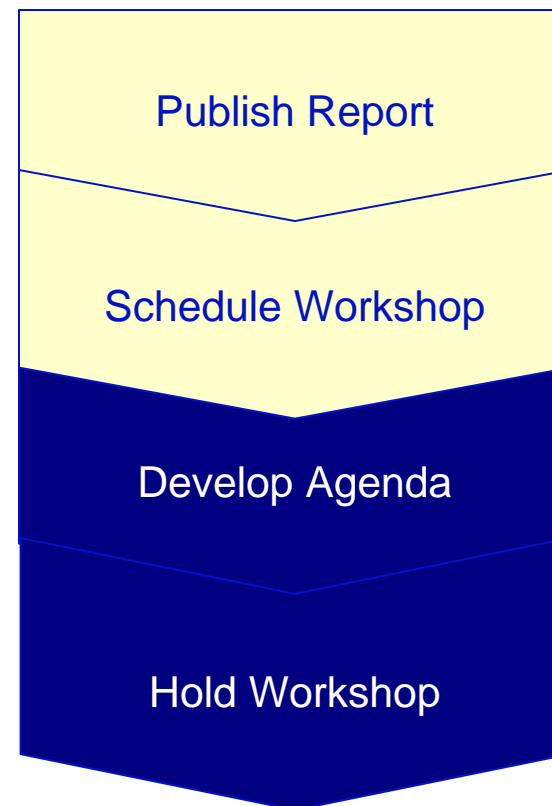 Publish Report
Schedule Workshop
Develop Agenda
Hold Workshop